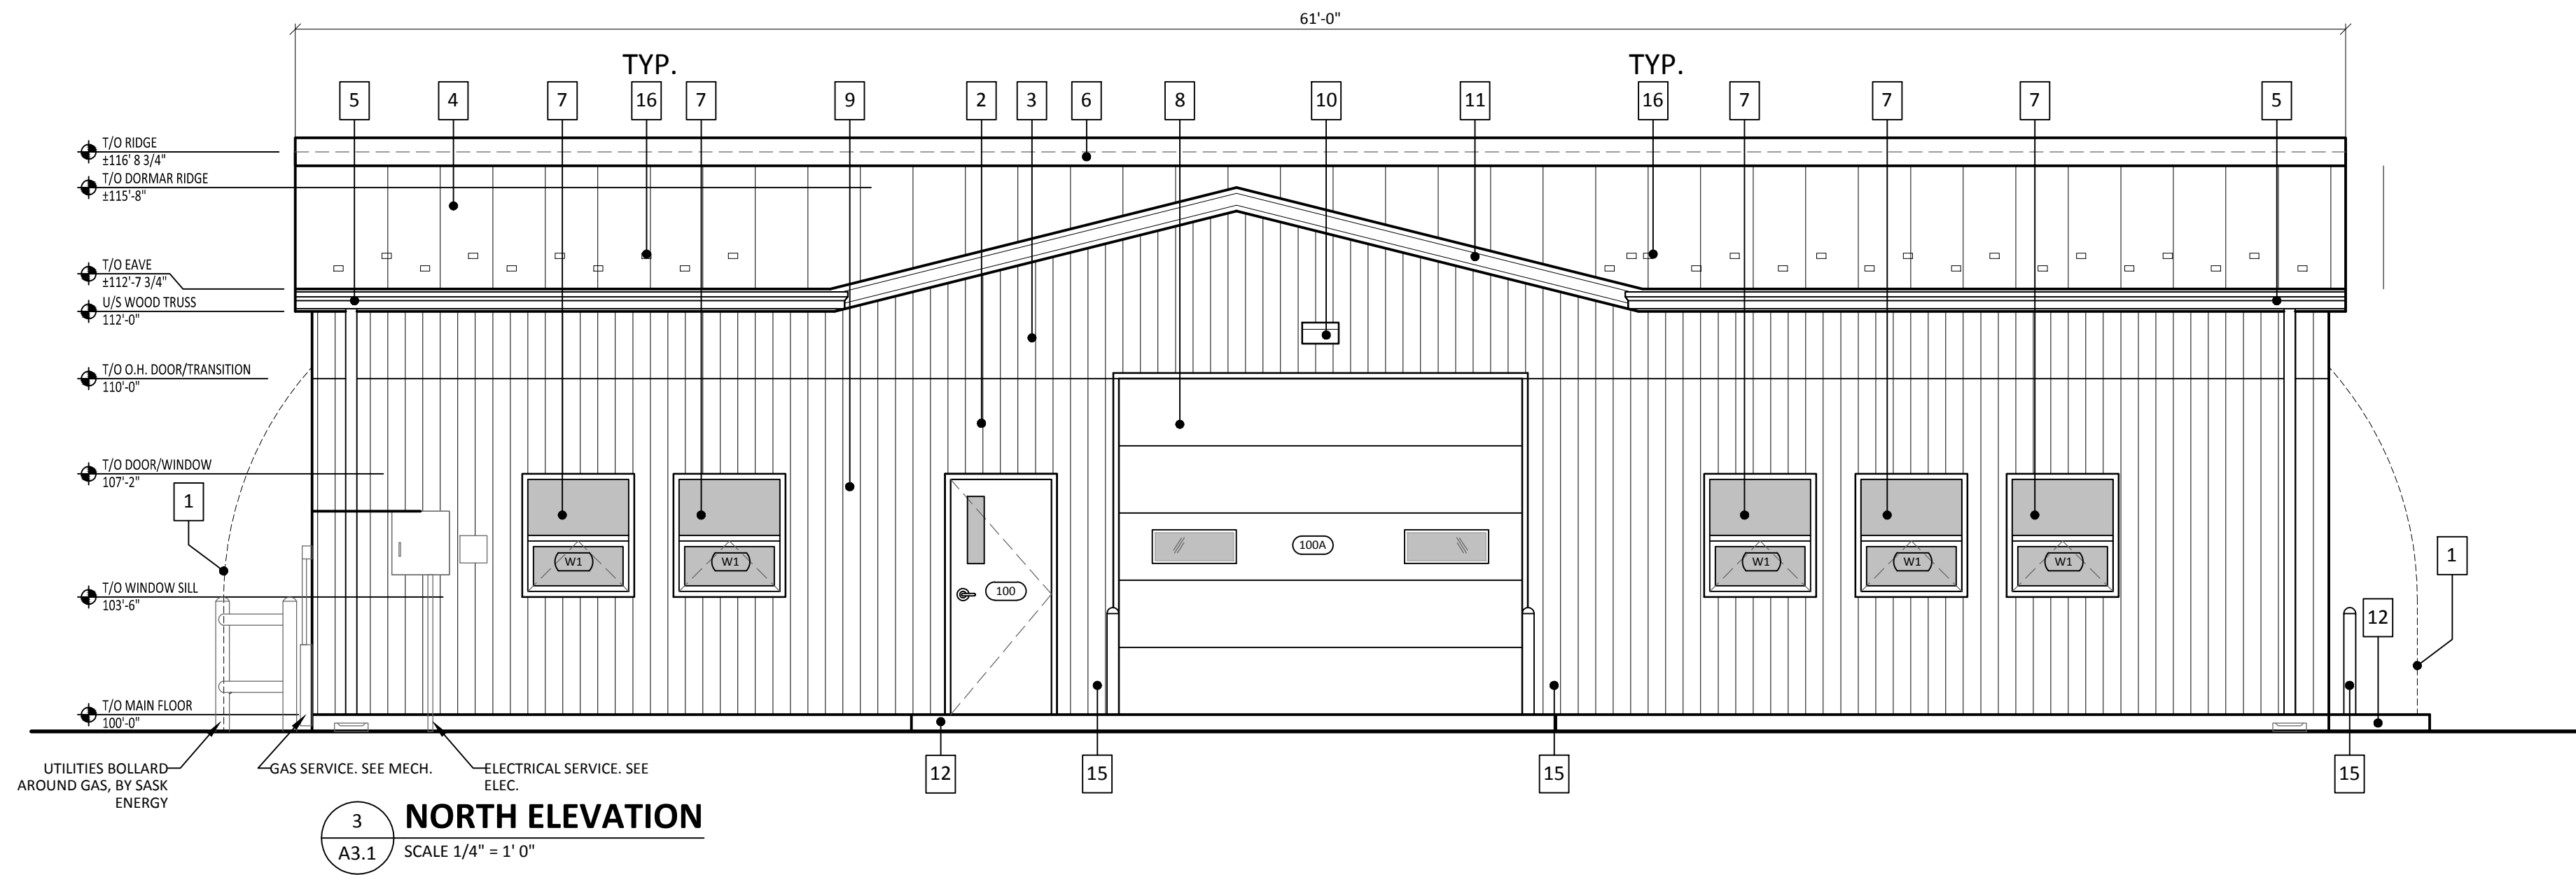 61'-0"
TYP.
TYP.
5
4
7
16
7
9
2
3
6
8
10
11
16
7
7
7
5
T/O RIDGE
±116' 8 3/4"
T/O DORMAR RIDGE
±115'-8"
T/O EAVE
±112'-7 3/4"
U/S WOOD TRUSS
112'-0"
T/O O.H. DOOR/TRANSITION
110'-0"
T/O DOOR/WINDOW
107'-2"
1
100A
1
W1
W1
W1
W1
W1
T/O WINDOW SILL
103'-6"
100
12
T/O MAIN FLOOR
100'-0"
UTILITIES BOLLARD
AROUND GAS, BY SASK
ENERGY
GAS SERVICE. SEE MECH.
ELECTRICAL SERVICE. SEE
ELEC.
12
15
15
15
3
A3.1
NORTH ELEVATION
SCALE 1/4" = 1' 0"